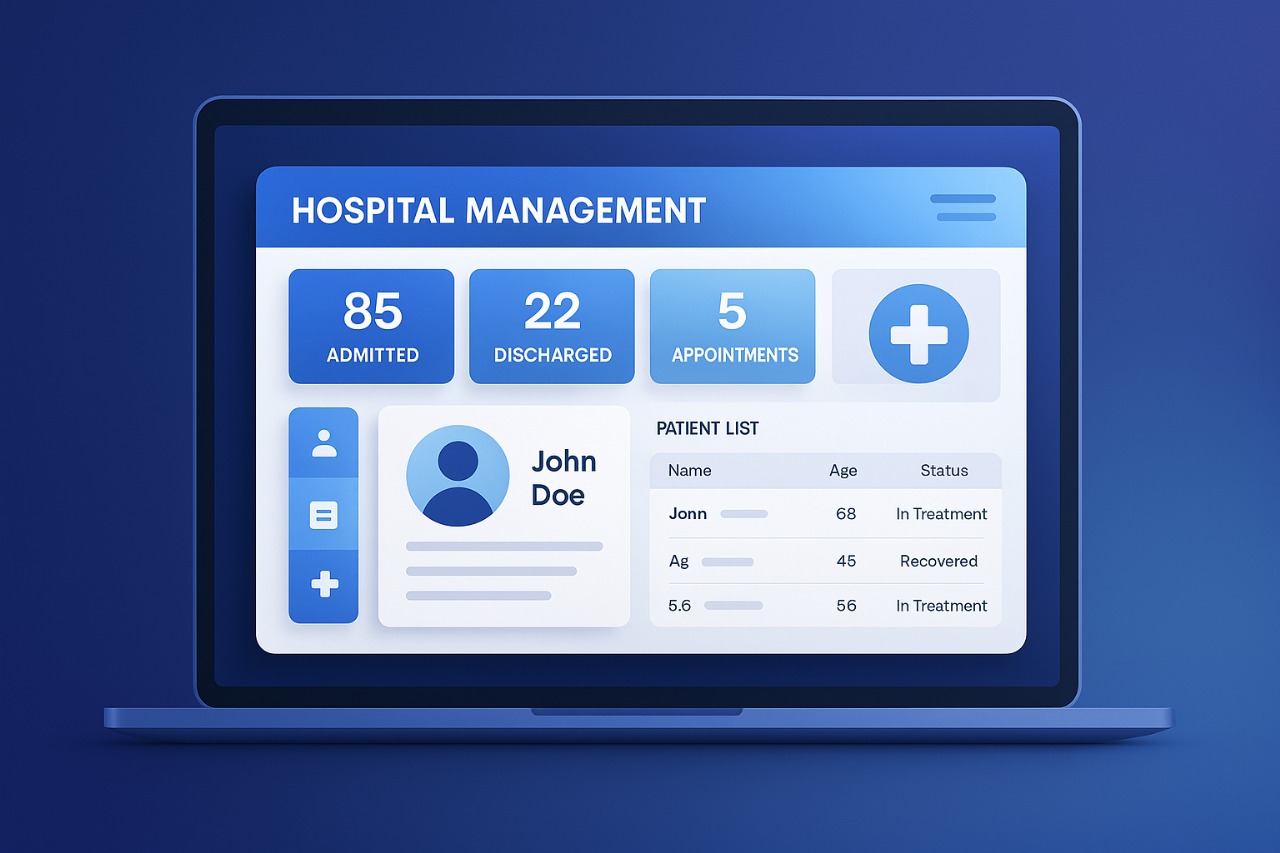 HOSPITAL MANAGEMENT
85
ADMITTED
22
DISCHARGED
5
APPOINTMENTS
John
Doe
PATIENT LIST
Name Age Status
Jonn 68 In Treatment
Ag 45 Recovered
5.6 56 In Treatment